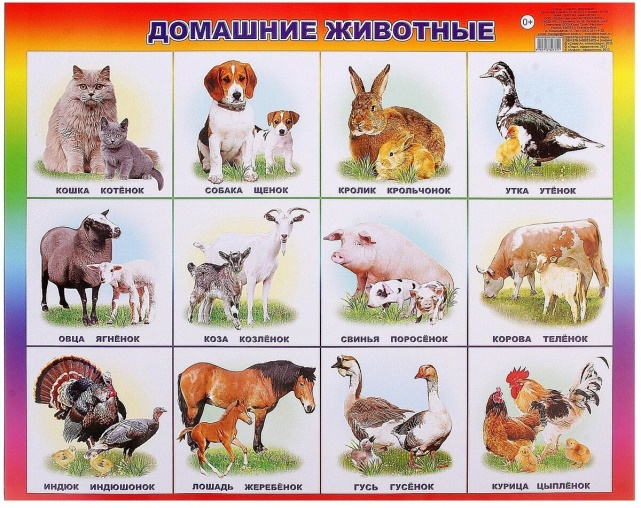 ДОМАШНИЕ ЖИВОТНЫЕ
0+
КОШКА КОТЁНОК
СОБАКА ЩЕНОК
КРОЛИК КРОЛЬЧОНОК
УТКА УТЁНОК
ОВЦА ЯГНЁНОК
КОЗА КОЗЛЁНОК
СВИНЬЯ ПОРОСЁНОК
КОРОВА ТЕЛЁНОК
ИНДЮК ИНДЮШОНОК
ЛОШАДЬ ЖЕРЕБЁНОК
ГУСЬ ГУСЁНОК
КУРИЦА ЦЫПЛЁНОК